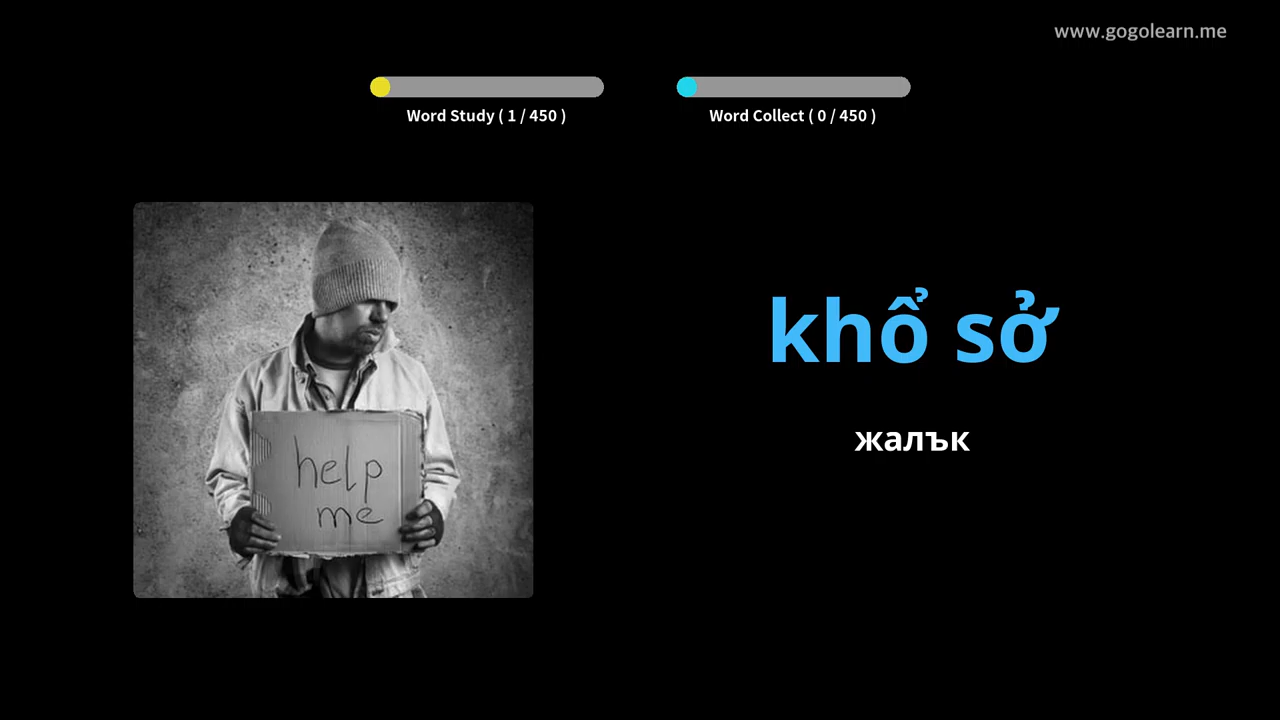 www.gogolearn.me
Word Study ( 1 / 450 )
Word Collect ( 0 / 450 )
help
me
khổ sở
жалък